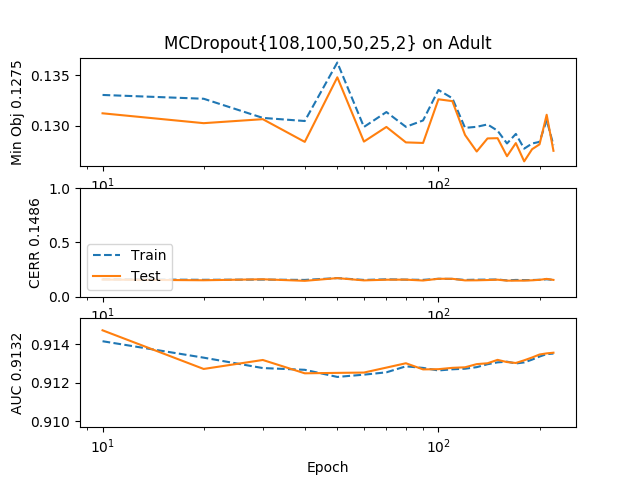 MCDropout{108,100,50,25,2} on Adult
Min Obj 0.1275
0.135
0.130
10¹
10²
CERR 0.1486
1.0
0.5
0.0
Train
Test
10¹
10²
AUC 0.9132
0.914
0.912
0.910
10¹
10²
Epoch